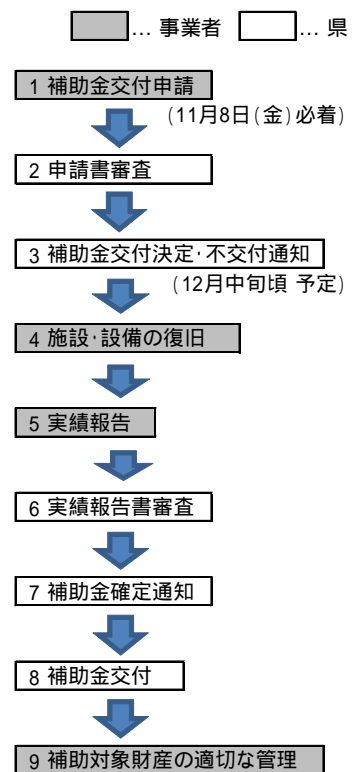 … 事業者 … 県
1 補助金交付申請
(11月8日(金)必着)
2 申請書審査
3 補助金交付決定・不交付通知
(12月中旬頃 予定)
4 施設・設備の復旧
5 実績報告
6 実績報告書審査
7 補助金確定通知
8 補助金交付
9 補助対象財産の適切な管理